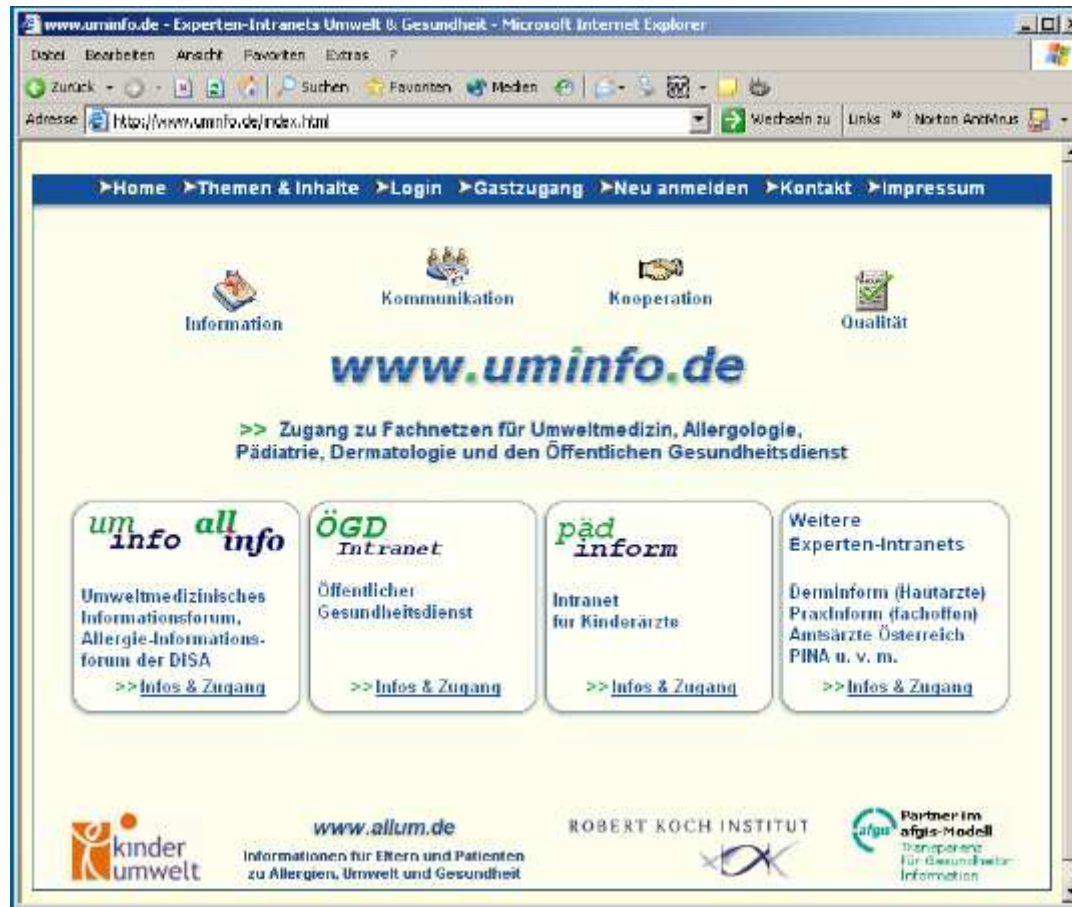 www.uminfo.de - Experten-Intranets Umwelt & Gesundheit - Microsoft Internet Explorer
Datei Bearbeiten Ansicht Favoriten Extras ?
Zurück Suchen Favoriten Medien
Adresse http://www.uminfo.de/index.html Wechseln zu Links » Norton AntiVirus
Home Themen & Inhalte Login Gastzugang Neu anmelden Kontakt Impressum
Kommunikation Kooperation
Information Qualität
www.uminfo.de
>> Zugang zu Fachnetzen für Umweltmedizin, Allergologie,
Pädiatrie, Dermatologie und den Öffentlichen Gesundheitsdienst
um info all info
Umweltmedizinisches
Informationsforum,
Allergie-Informations-
forum der DISA
>> Infos & Zugang
ÖGD
Intranet
Öffentlicher
Gesundheitsdienst
>> Infos & Zugang
päd
inform
Intranet
für Kinderärzte
>> Infos & Zugang
Weitere
Experten-Intranets
DermInform (Hautärzte)
PraxInform (fachoffen)
Amtsärzte Österreich
PINA u. v. m.
>> Infos & Zugang
kinder
umwelt
www.allum.de
Informationen für Eltern und Patienten
zu Allergien, Umwelt und Gesundheit
ROBERT KOCH INSTITUT
afgis
Partner im
afgis-Modell
Transparenz
für Gesundheits-
Information